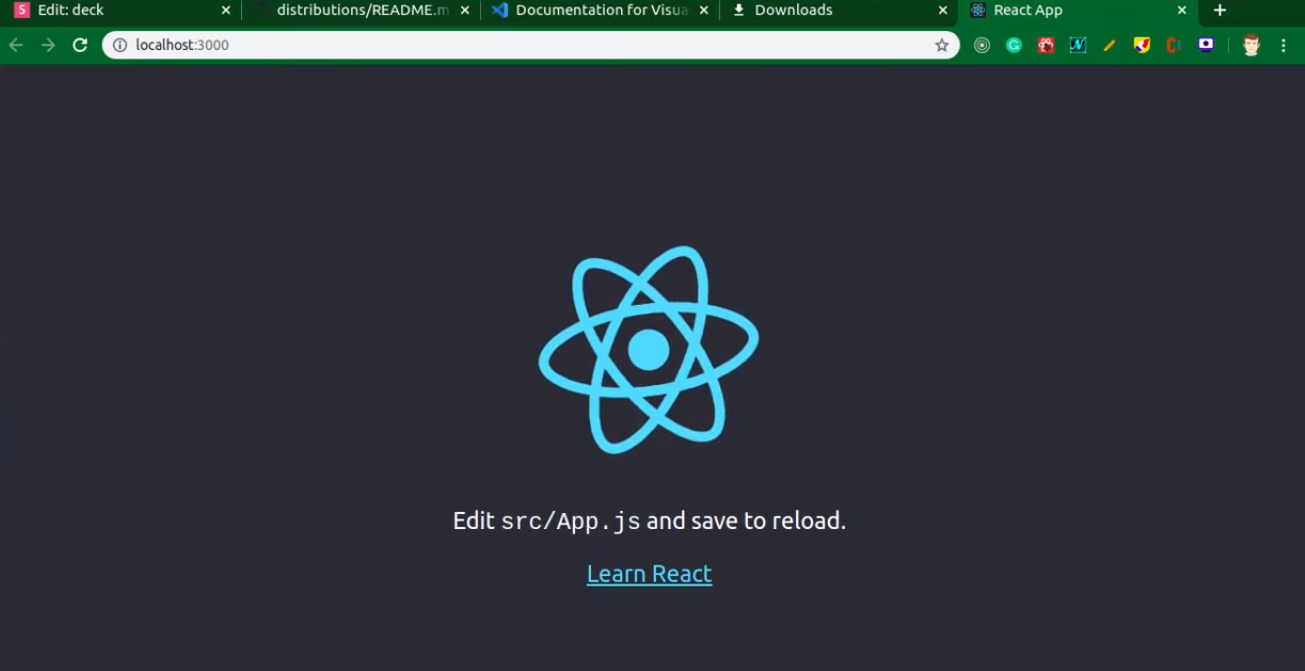 S Edit: deck
distributions/README.m
Documentation for Visua
Downloads
React App
localhost:3000
Edit src/App.js and save to reload.
Learn React